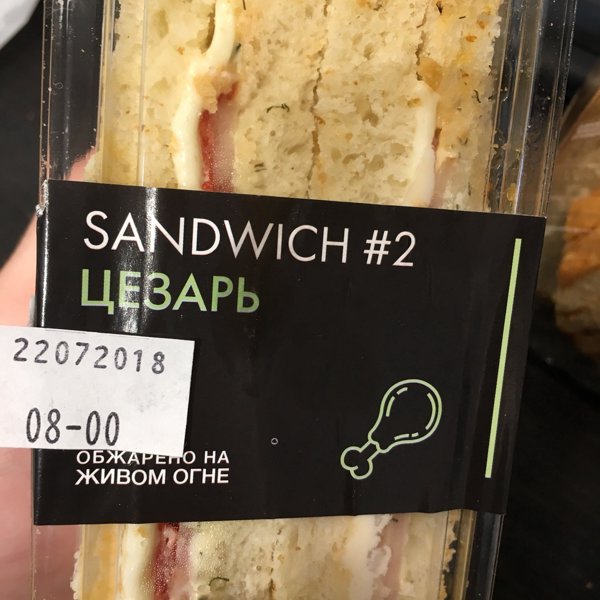 SANDWICH #2
ЦЕЗАРЬ
22072018
08-00
ОБЖАРЕНО НА
ЖИВОМ ОГНЕ